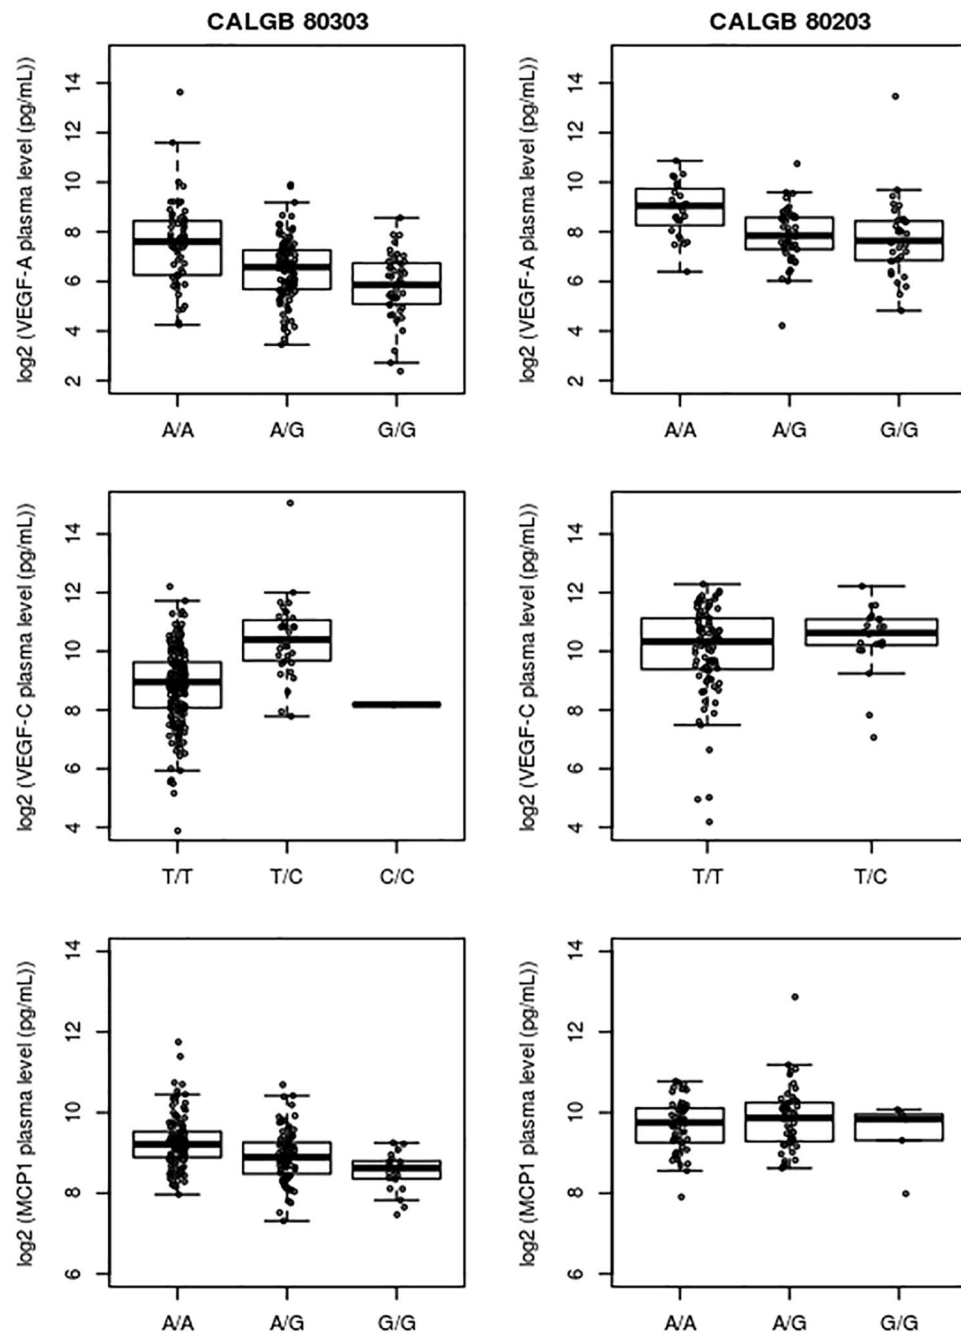 CALGB 80303
CALGB 80203
log2 (VEGF-A plasma level (pg/mL))
14
12
10
8
6
4
2
A/A
A/G
G/G
log2 (VEGF-A plasma level (pg/mL))
14
12
10
8
6
4
2
A/A
A/G
G/G
log2 (VEGF-C plasma level (pg/mL))
14
12
10
8
6
4
T/T
T/C
C/C
log2 (VEGF-C plasma level (pg/mL))
14
12
10
8
6
4
T/T
T/C
log2 (MCP1 plasma level (pg/mL))
14
12
10
8
6
A/A
A/G
G/G
log2 (MCP1 plasma level (pg/mL))
14
12
10
8
6
A/A
A/G
G/G